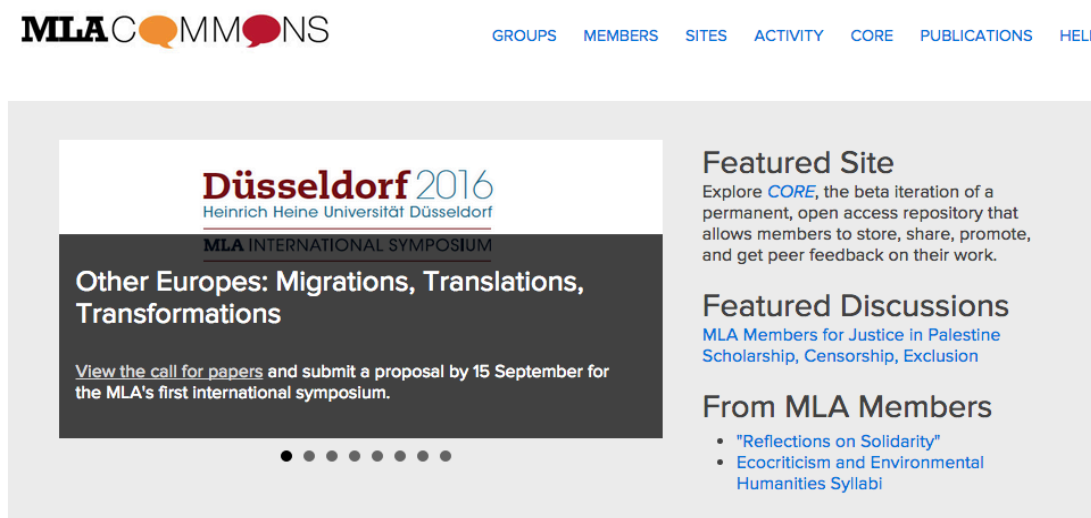 MLACOMMONS
GROUPS MEMBERS SITES ACTIVITY CORE PUBLICATIONS
Düsseldorf 2016
Heinrich Heine Universität Düsseldorf
MLA INTERNATIONAL SYMPOSIUM
Other Europes: Migrations, Translations,
Transformations
View the call for papers and submit a proposal by 15 September for
the MLA's first international symposium.
Featured Site
Explore CORE, the beta iteration of a
permanent, open access repository that
allows members to store, share, promote,
and get peer feedback on their work.
Featured Discussions
MLA Members for Justice in Palestine
Scholarship, Censorship, Exclusion
From MLA Members
"Reflections on Solidarity"
Ecocriticism and Environmental
Humanities Syllabi